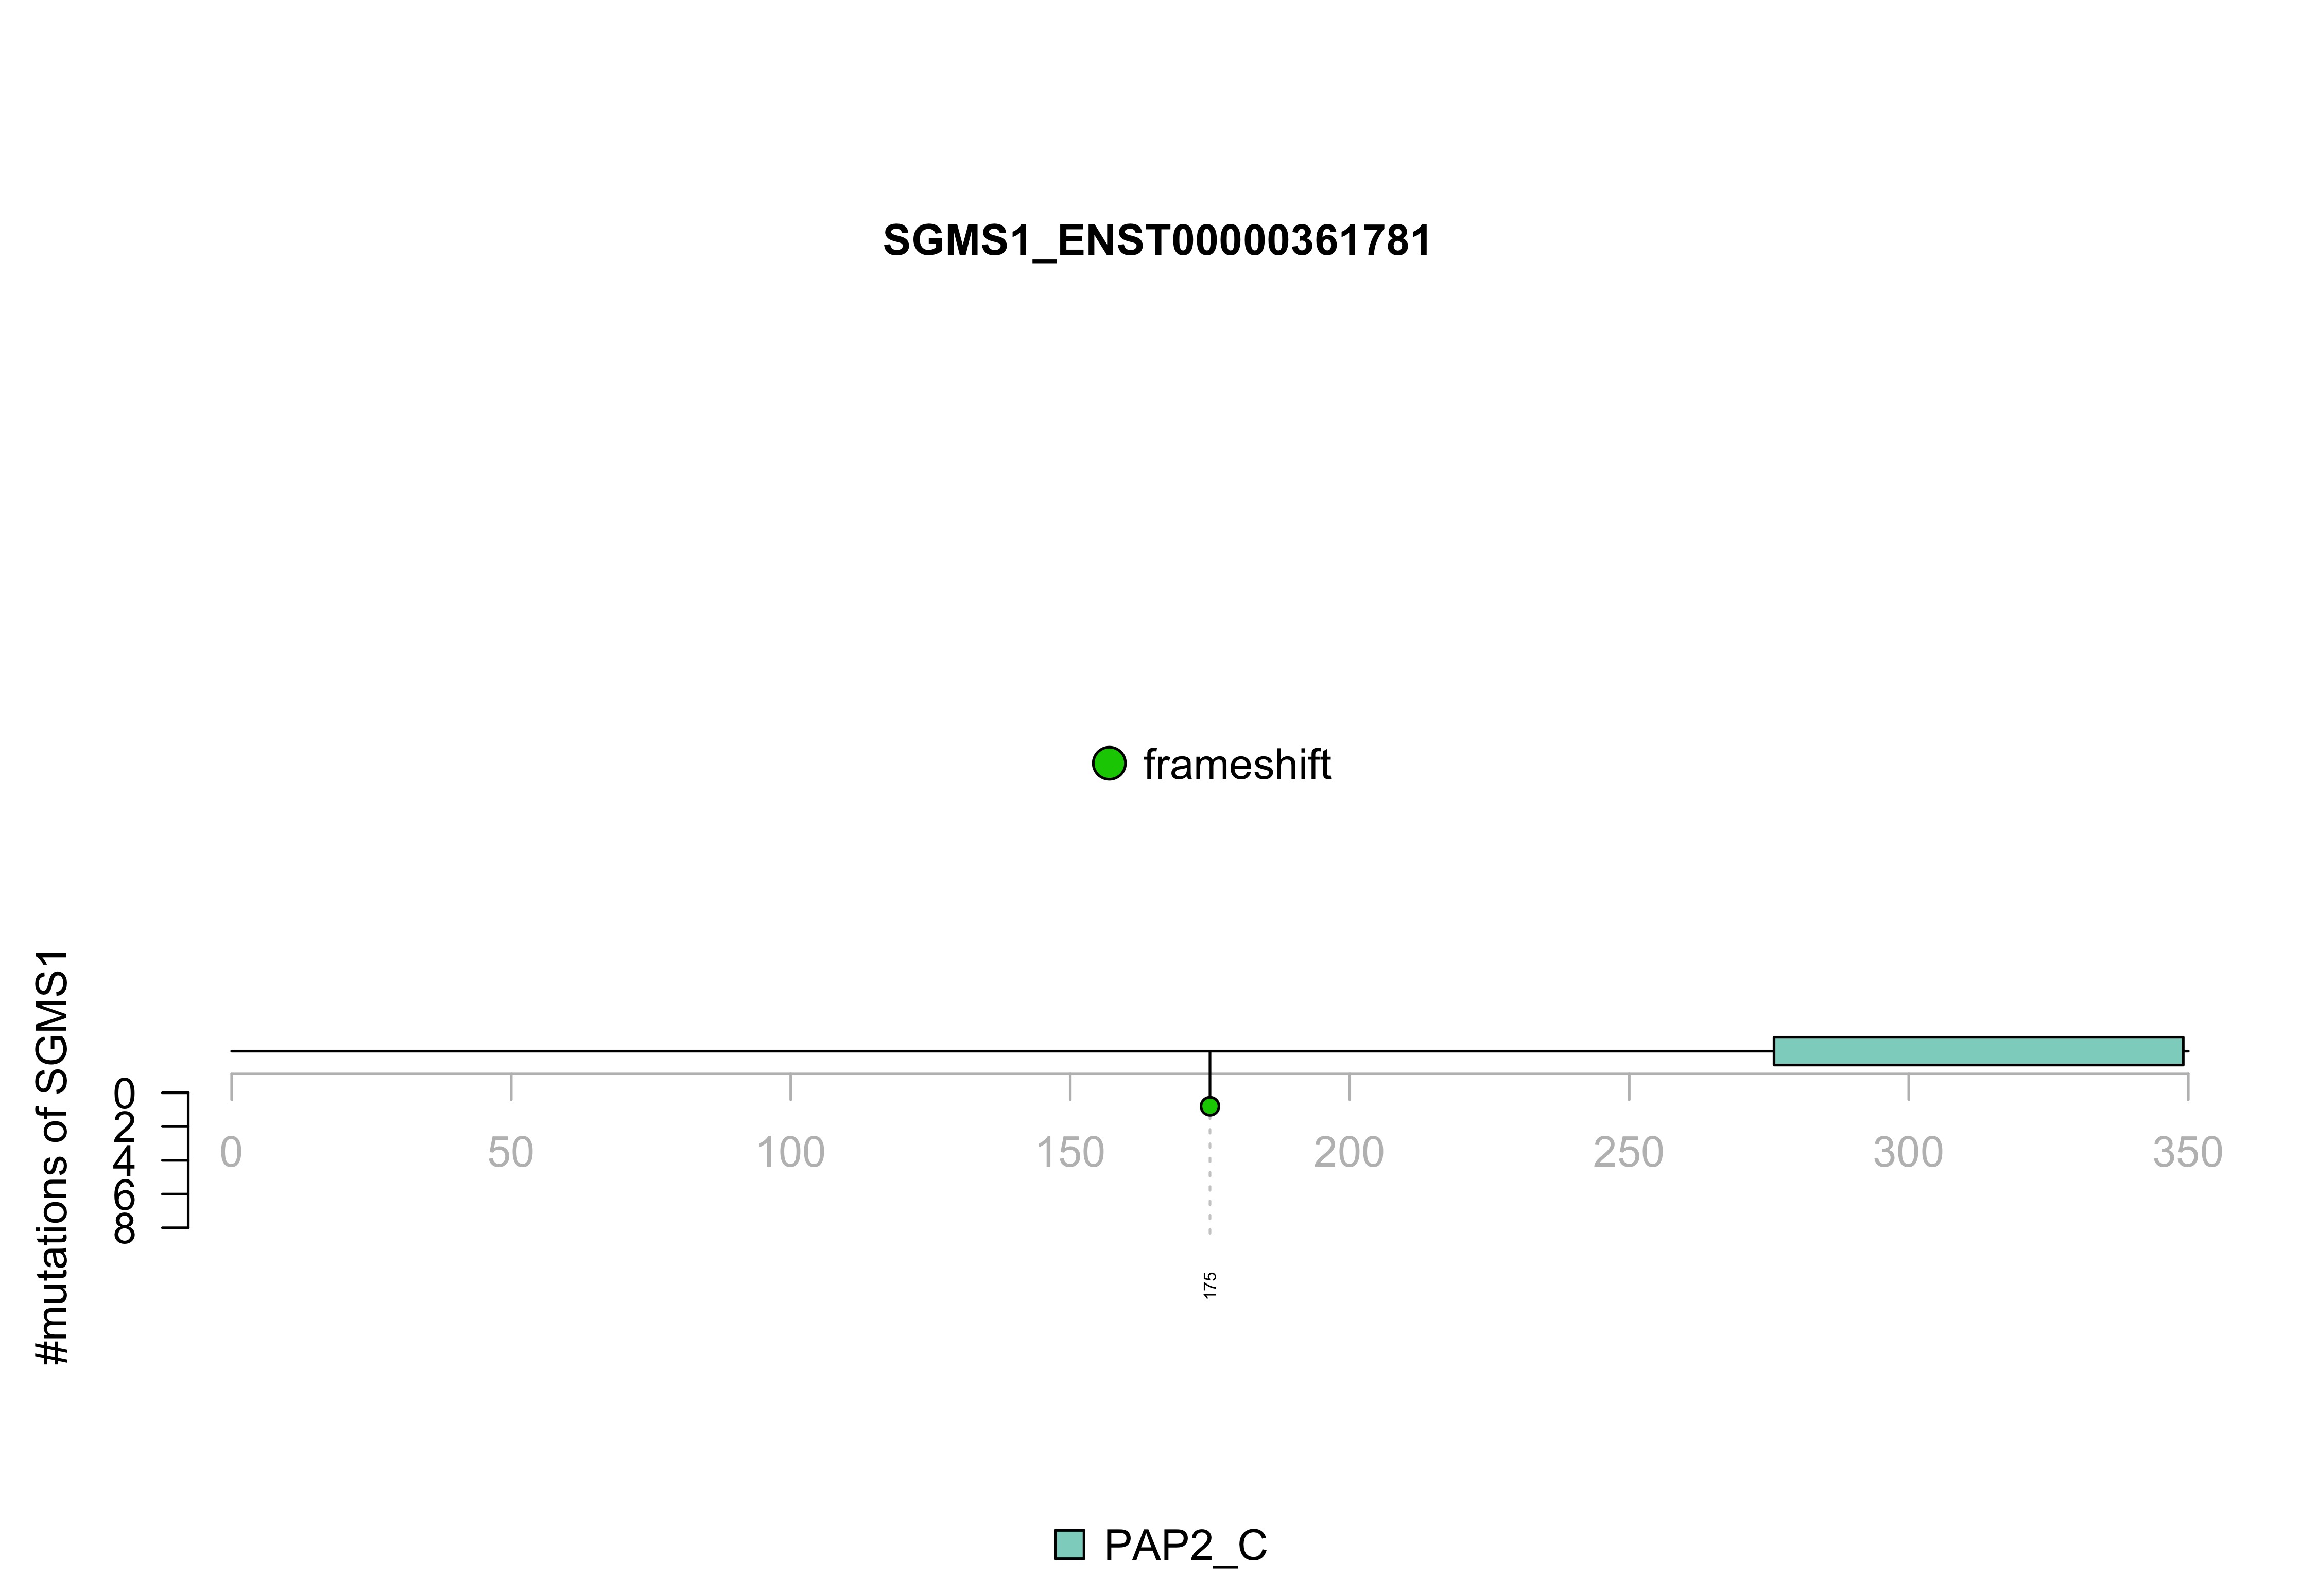 SGMS1_ENST00000361781
frameshift
#mutations of SGMS1
0
2
4
6
8
0 50 100 150 200 250 300 350
175
PAP2_C